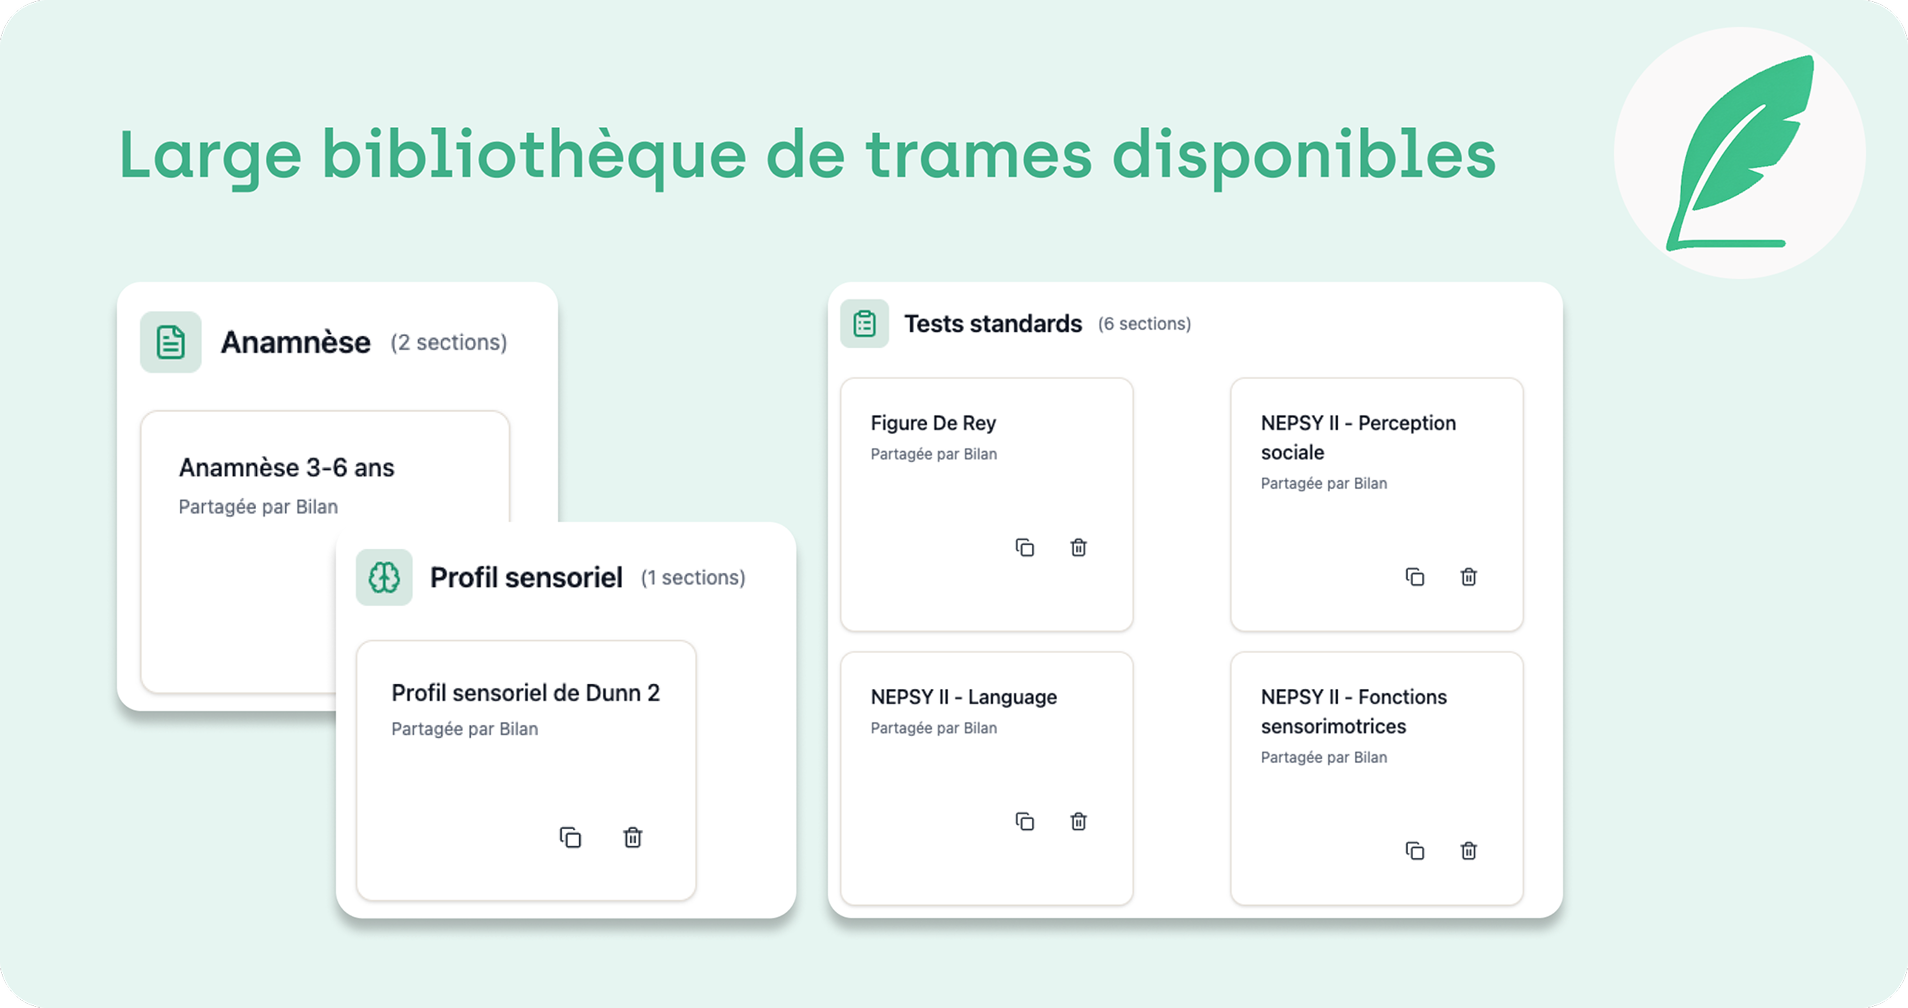 Large bibliothèque de trames disponibles
Anamnèse (2 sections)
Anamnèse 3-6 ans
Partagée par Bilan
Profil sensoriel (1 sections)
Profil sensoriel de Dunn 2
Partagée par Bilan
Tests standards (6 sections)
Figure De Rey
Partagée par Bilan
NEPSY II - Perception
sociale
Partagée par Bilan
NEPSY II - Language
Partagée par Bilan
NEPSY II - Fonctions
sensorimotrices
Partagée par Bilan